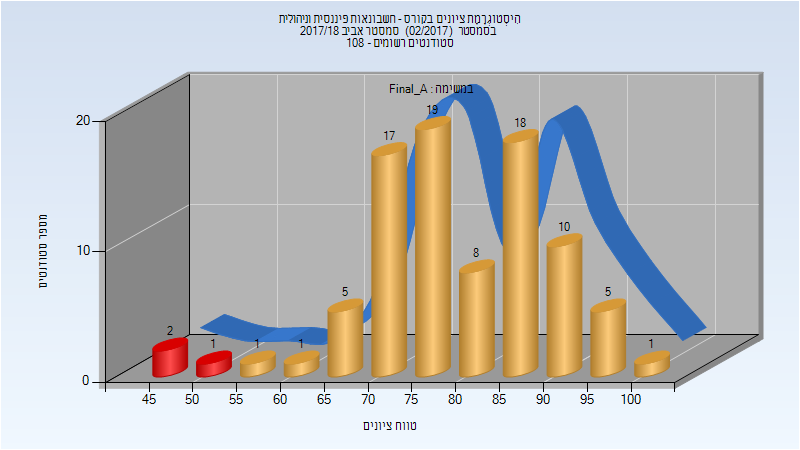 היסטוגרמת ציונים בקורס - חשבונאות פיננסית וניהולית
בסמסטר (02/2017) סמסטר אביב 2017/18
סטודנטים רשומים - 108
במשימה : Final_A
מספר סטודנטים
20
10
0
2
1
1
1
5
17
19
8
18
10
5
1
45 50 55 60 65 70 75 80 85 90 95 100
טווח ציונים